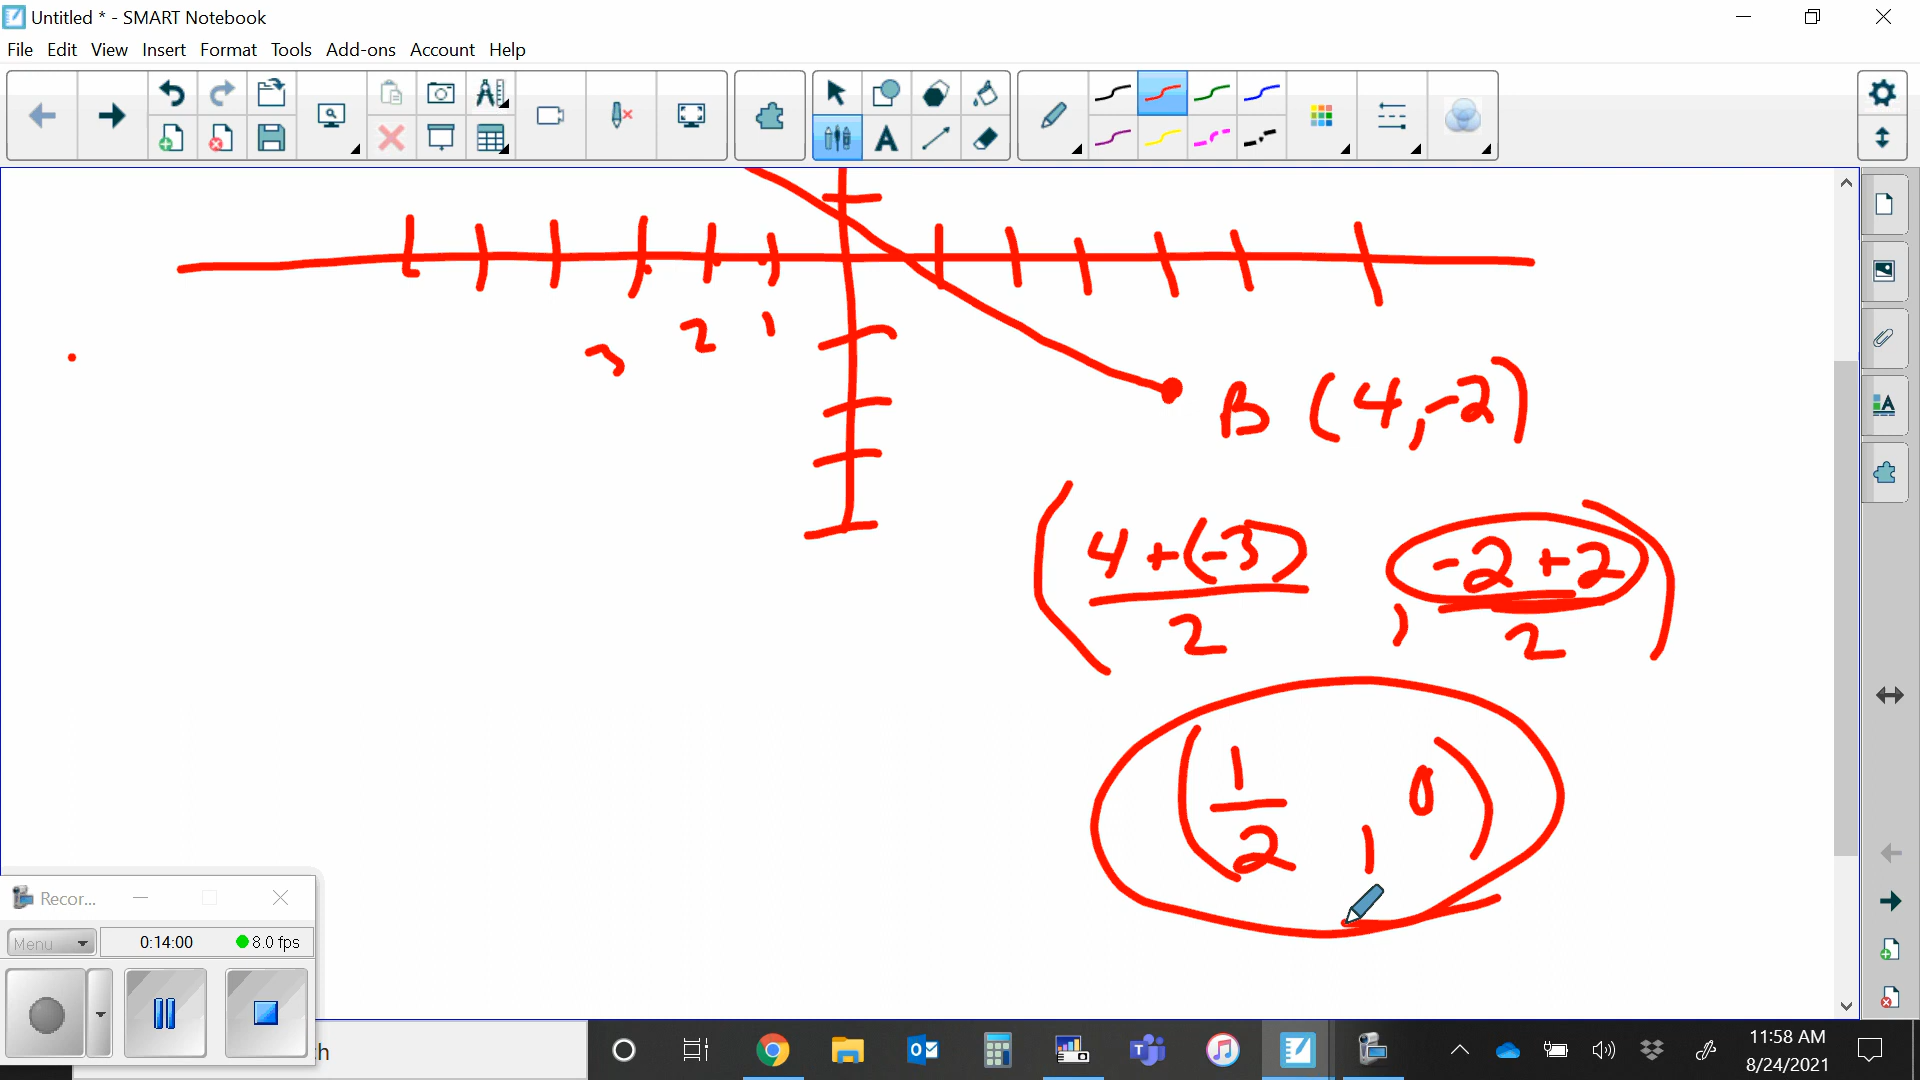 Untitled * - SMART Notebook
File Edit View Insert Format Tools Add-ons Account Help
A
3 2 1
B (4,-2)
(4+(-3)/2 , -2+2/2)
(1/2 , 0)
Recor...
Menu 0:14:00 8.0 fps
h
11:58 AM
8/24/2021